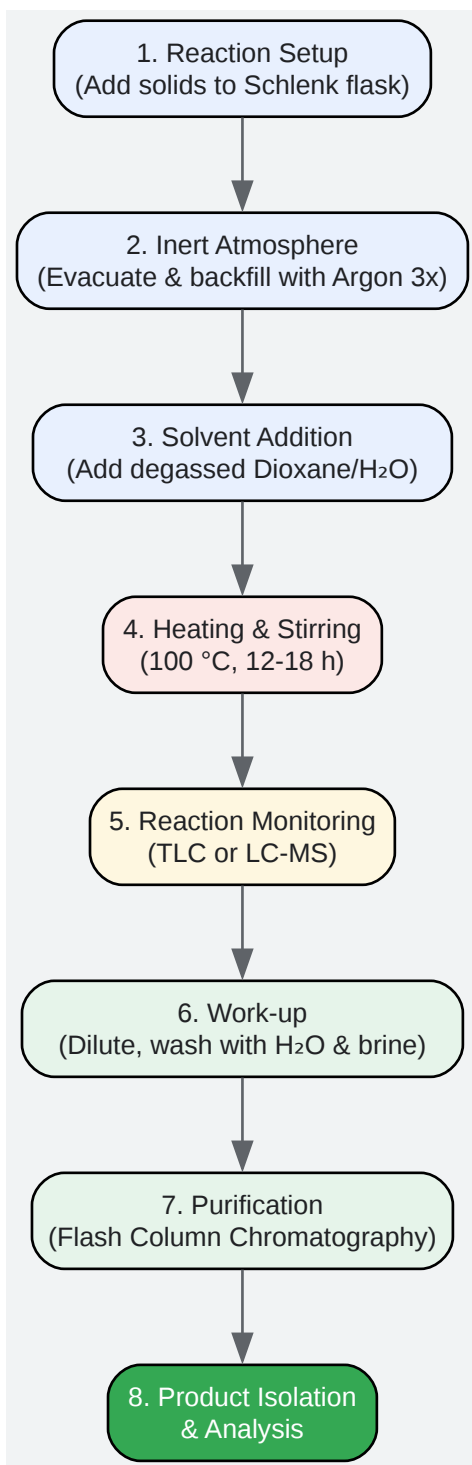 1. Reaction Setup
(Add solids to Schlenk flask)
2. Inert Atmosphere
(Evacuate & backfill with Argon 3x)
3. Solvent Addition
(Add degassed Dioxane/H₂O)
4. Heating & Stirring
(100 °C, 12-18 h)
5. Reaction Monitoring
(TLC or LC-MS)
6. Work-up
(Dilute, wash with H₂O & brine)
7. Purification
(Flash Column Chromatography)
8. Product Isolation
& Analysis